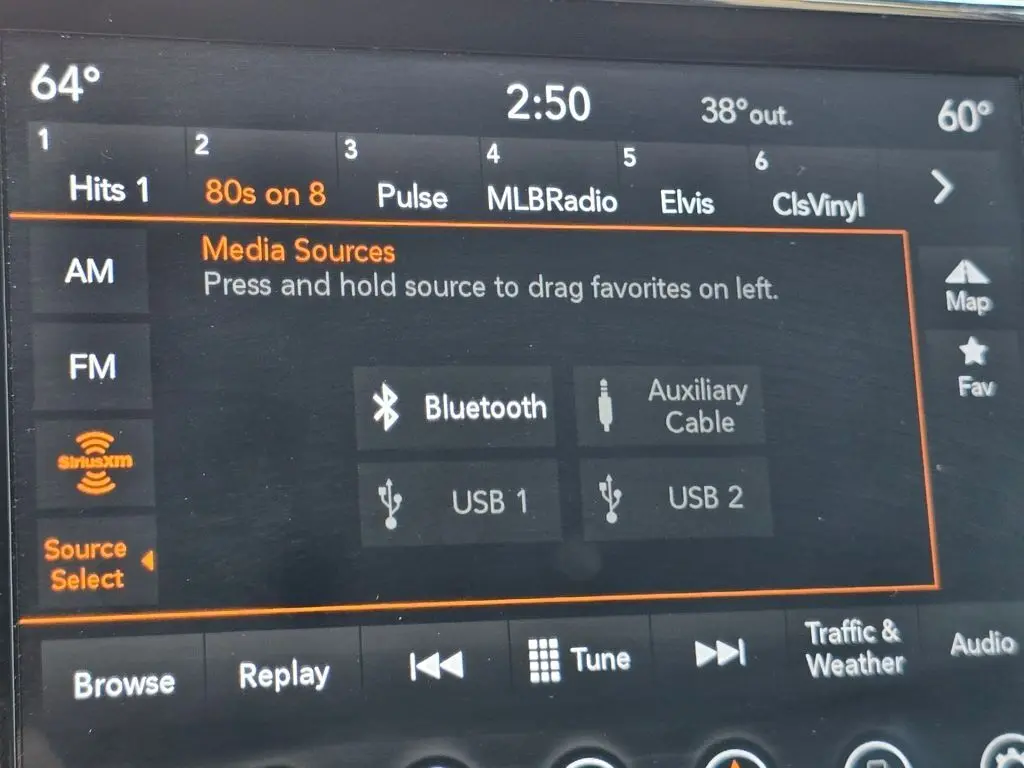 64°
2:50
38°out.
60°
1
2
3
4
5
6
Hits 1
80s on 8
Pulse
MLBRadio
Elvis
ClsVinyl
AM
Media Sources
Press and hold source to drag favorites on left.
Map
FM
Fav
Bluetooth
Auxiliary
Cable
SiriusXM
USB 1
USB 2
Source
Select
Browse
Replay
Tune
Traffic &
Weather
Audio